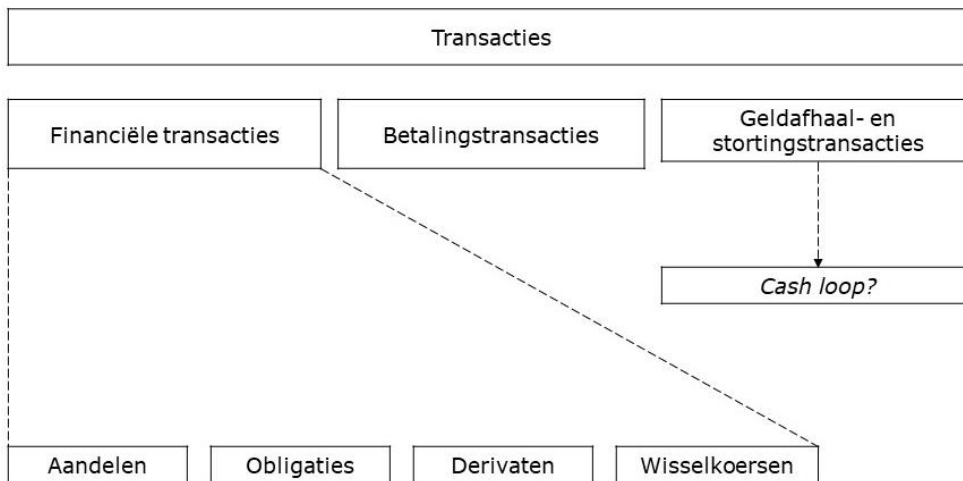 Transacties
Financiële transacties
Betalingstransacties
Geldafhaal- en
stortingstransacties
Cash loop?
Aandelen
Obligaties
Derivaten
Wisselkoersen